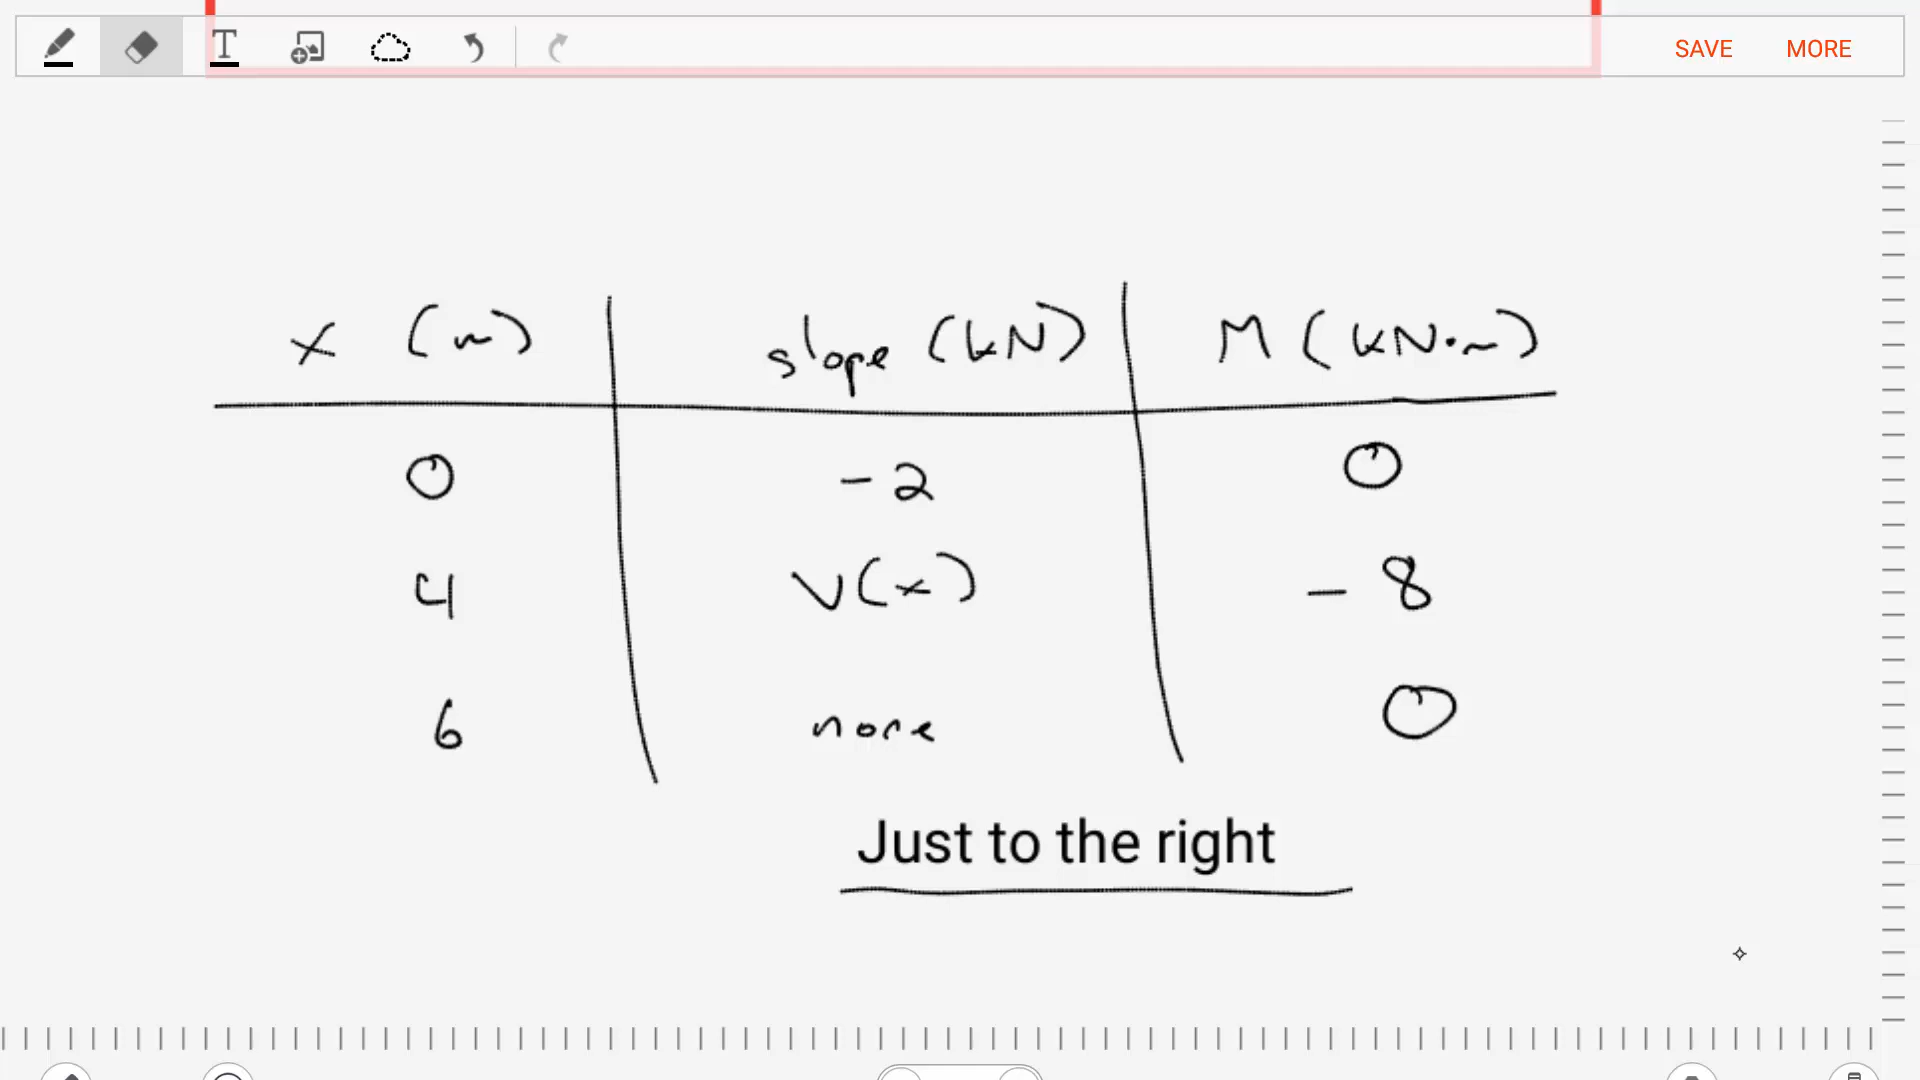 SAVE MORE
x (m) slope (kN) M (kN·m)
0 -2 0
4 V(x) -8
6 none 0
Just to the right